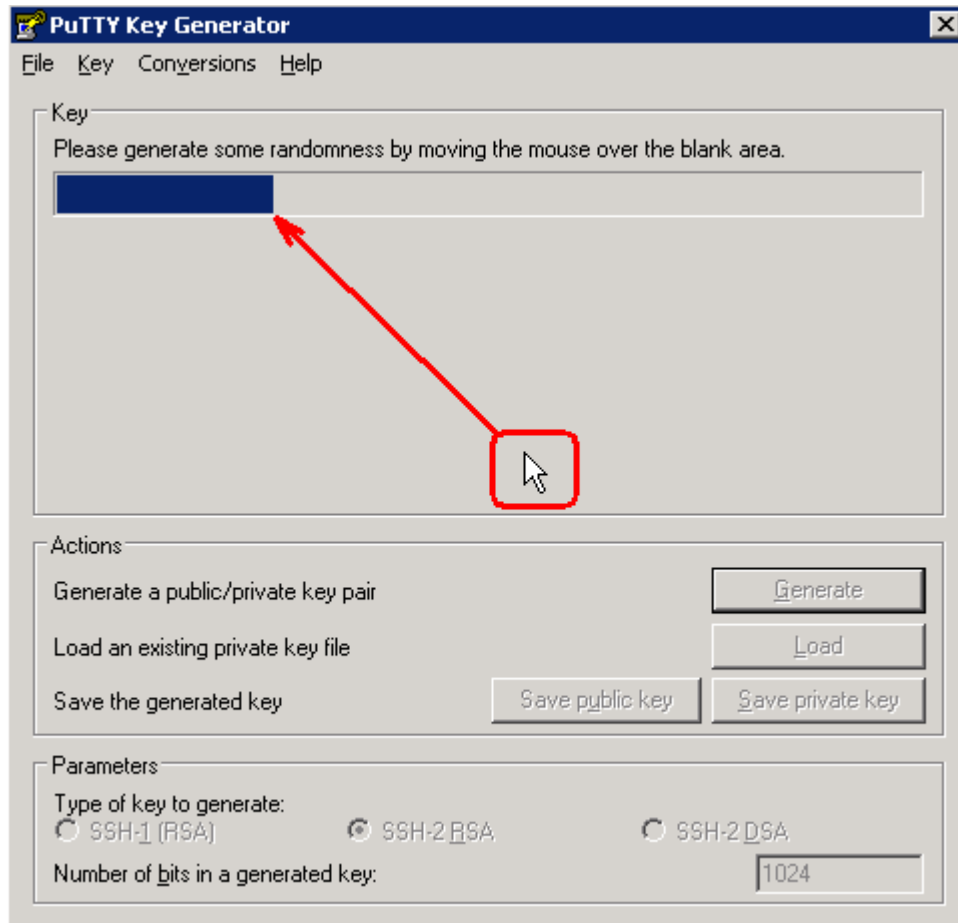 PuTTY Key Generator
File Key Conversions Help
Key
Please generate some randomness by moving the mouse over the blank area.
Actions
Generate a public/private key pair
Generate
Load an existing private key file
Load
Save the generated key
Save public key
Save private key
Parameters
Type of key to generate:
SSH-1 (RSA)
SSH-2 RSA
SSH-2 DSA
Number of bits in a generated key:
1024